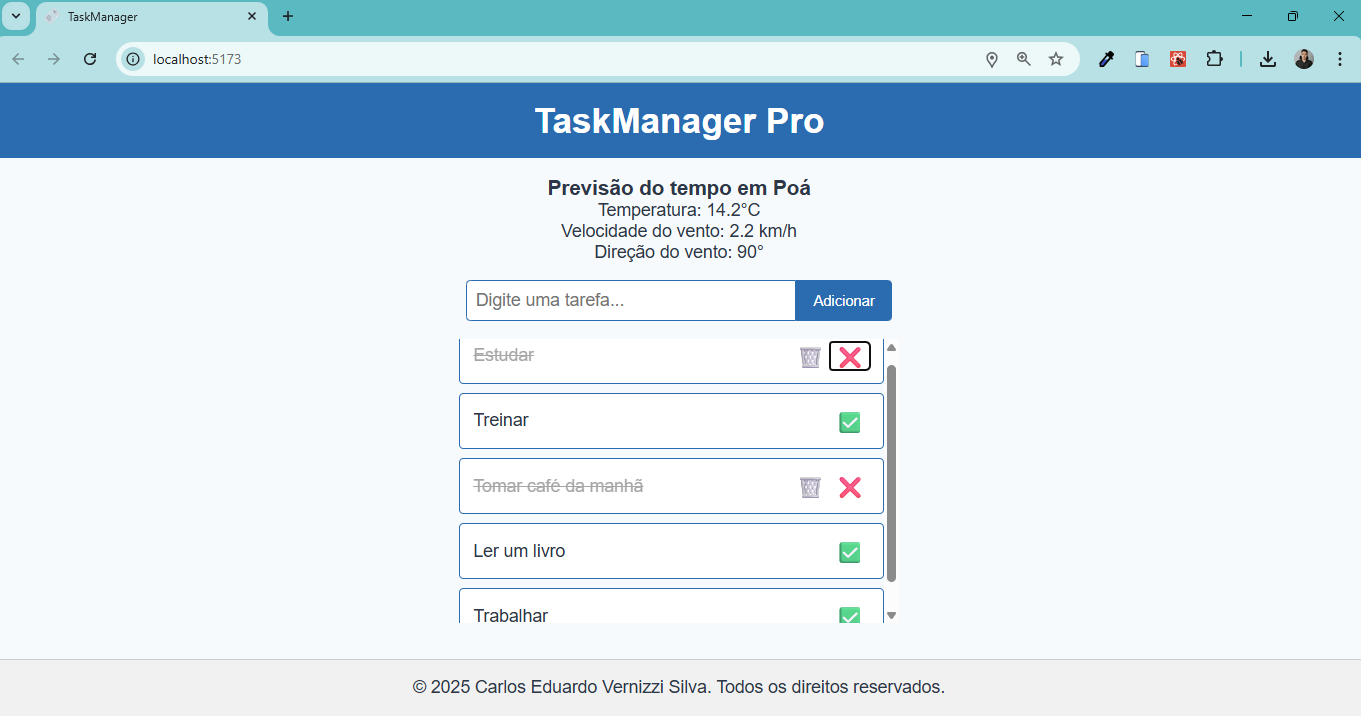 TaskManager
localhost:5173
TaskManager Pro
Previsão do tempo em Poá
Temperatura: 14.2°C
Velocidade do vento: 2.2 km/h
Direção do vento: 90°
Digite uma tarefa...
Adicionar
Estudar
Treinar
Tomar café da manhã
Ler um livro
Trabalhar
© 2025 Carlos Eduardo Vernizzi Silva. Todos os direitos reservados.